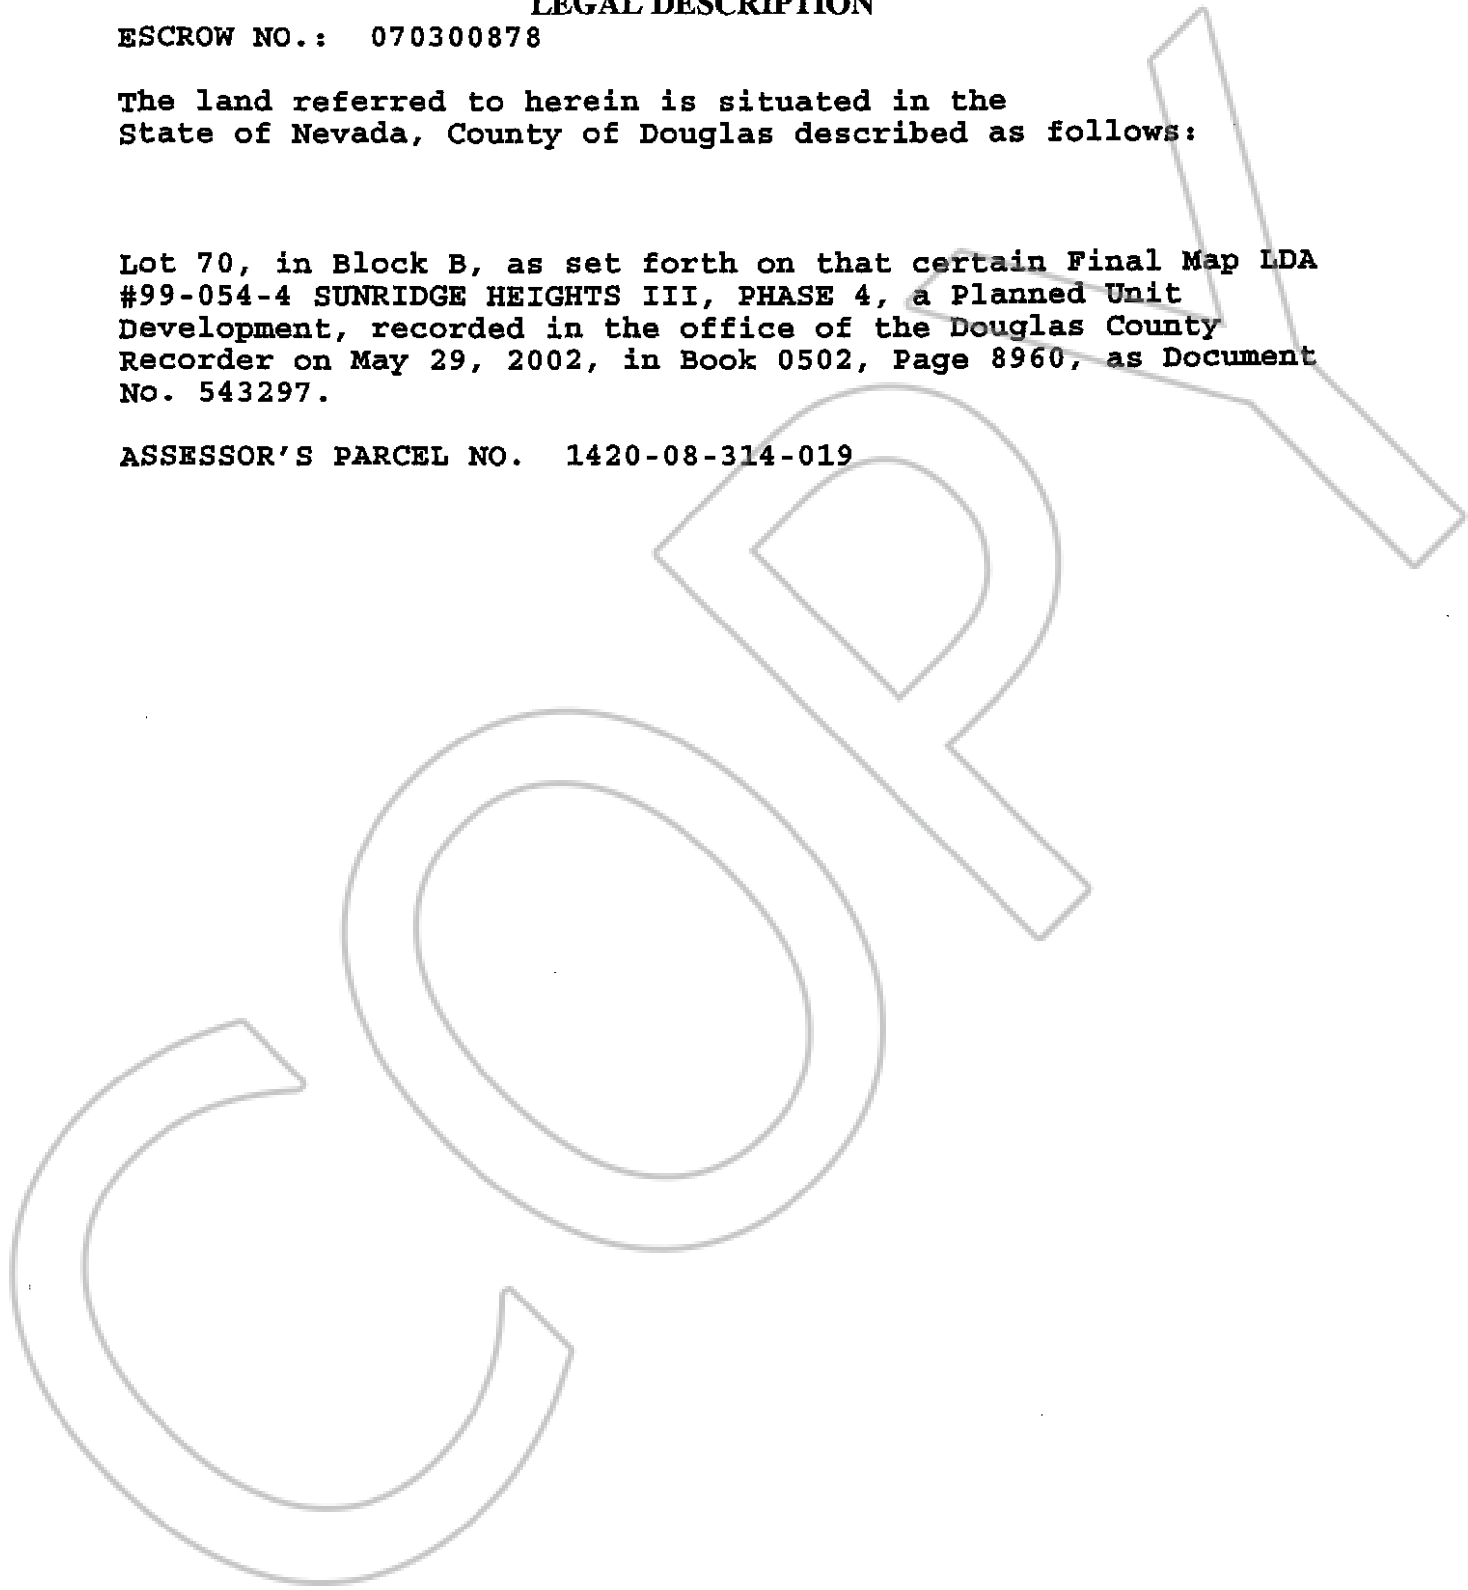 LEGAL DESCRIPTION
ESCROW NO.: 070300878
The land referred to herein is situated in the
State of Nevada, County of Douglas described as follows:
Lot 70, in Block B, as set forth on that certain Final Map LDA
#99-054-4 SUNRIDGE HEIGHTS III, PHASE 4, a Planned Unit
Development, recorded in the office of the Douglas County
Recorder on May 29, 2002, in Book 0502, Page 8960, as Document
No. 543297.
ASSESSOR'S PARCEL NO. 1420-08-314-019
COPY